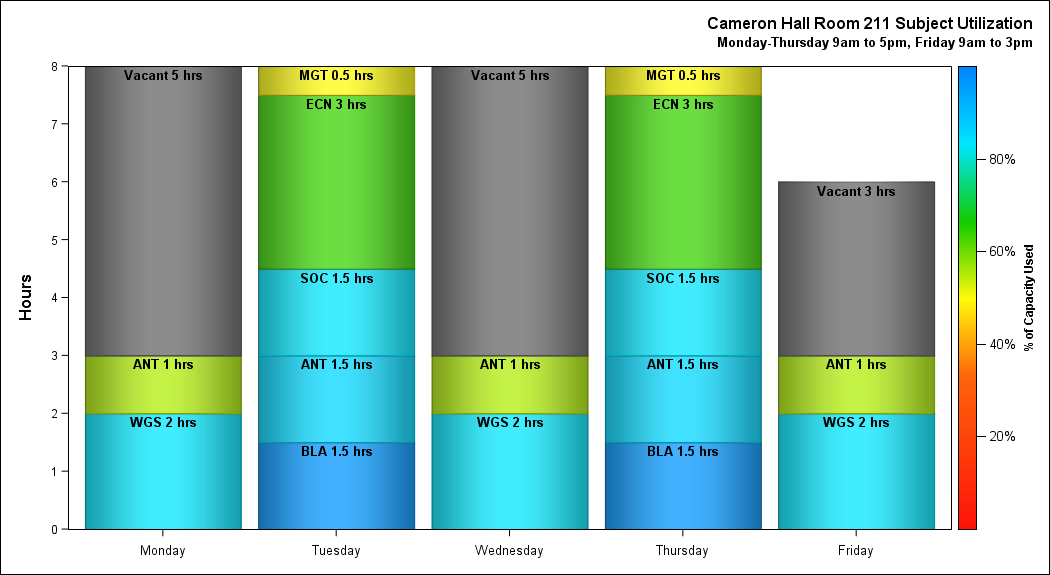 Cameron Hall Room 211 Subject Utilization
Monday-Thursday 9am to 5pm, Friday 9am to 3pm
Hours
8
7
6
5
4
3
2
1
0
Vacant 5 hrs
ANT 1 hrs
WGS 2 hrs
MGT 0.5 hrs
ECN 3 hrs
SOC 1.5 hrs
ANT 1.5 hrs
BLA 1.5 hrs
Vacant 5 hrs
ANT 1 hrs
WGS 2 hrs
MGT 0.5 hrs
ECN 3 hrs
SOC 1.5 hrs
ANT 1.5 hrs
BLA 1.5 hrs
Vacant 3 hrs
ANT 1 hrs
WGS 2 hrs
Monday Tuesday Wednesday Thursday Friday
80%
60%
40%
20%
% of Capacity Used